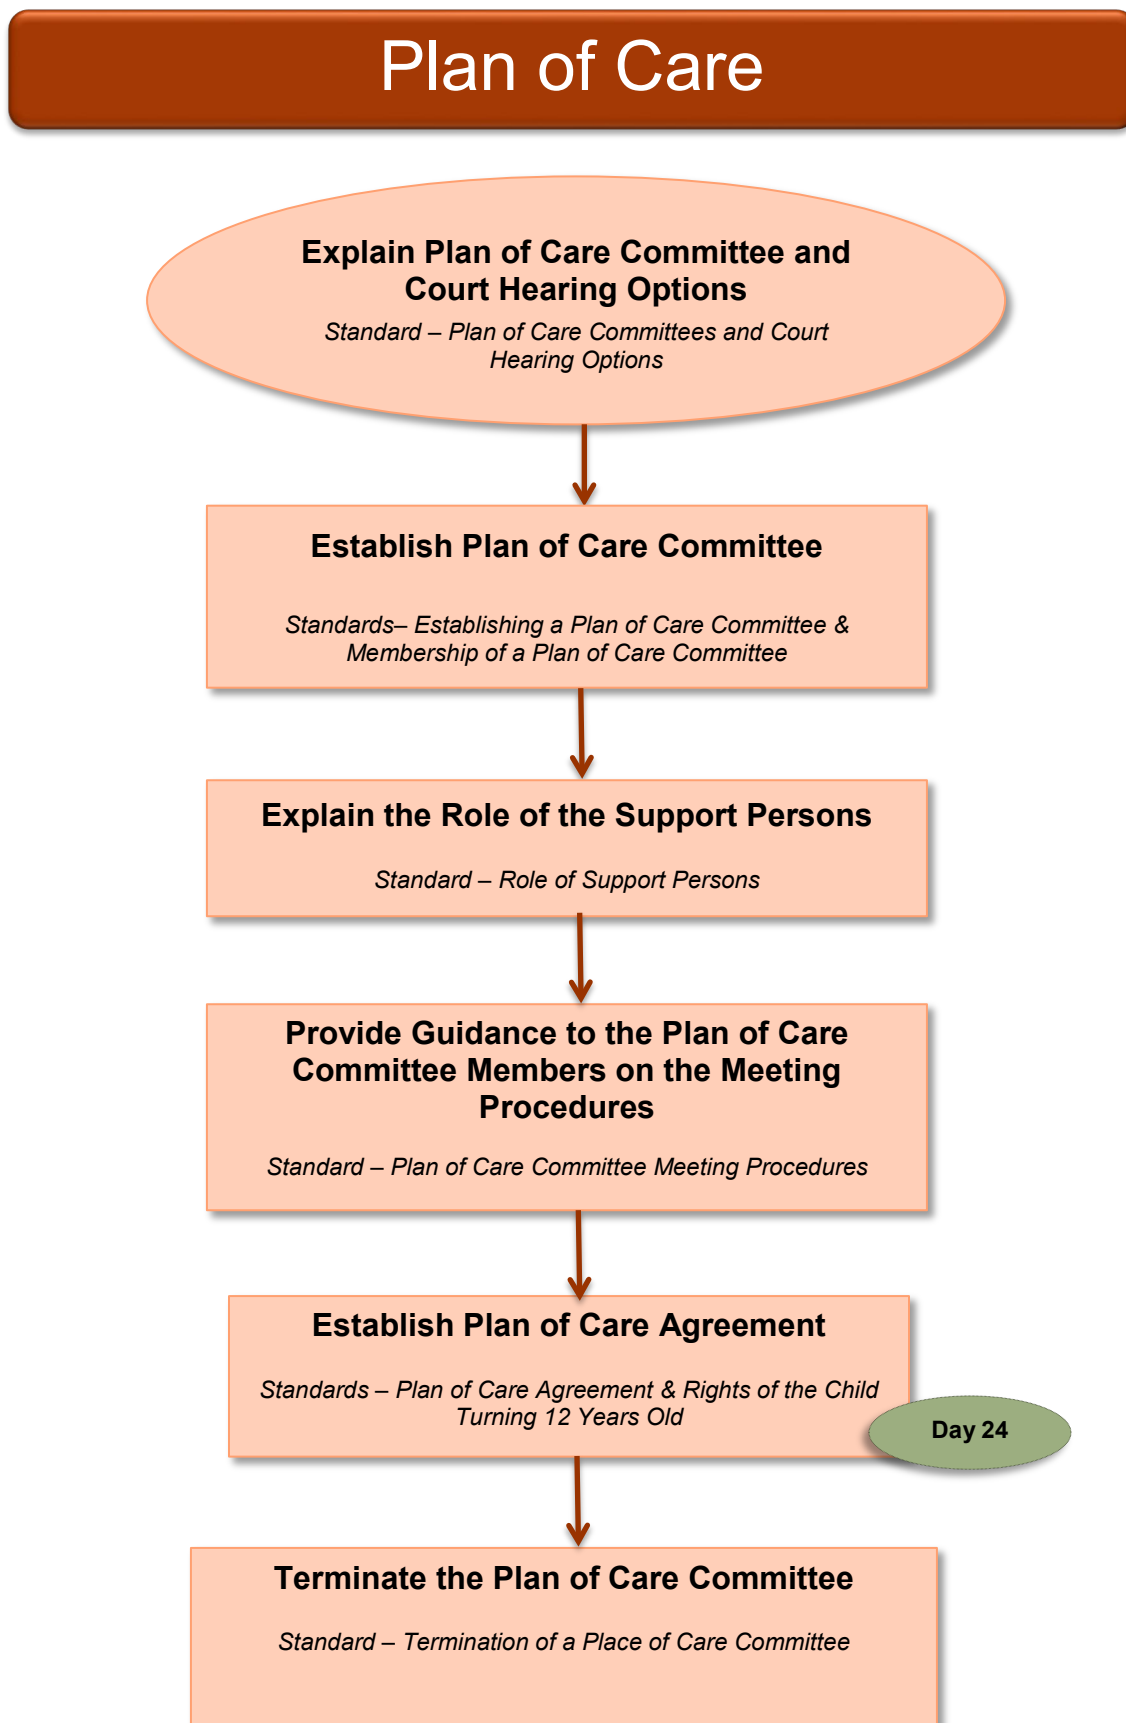 Plan of Care
Explain Plan of Care Committee and
Court Hearing Options
Standard – Plan of Care Committees and Court
Hearing Options
Establish Plan of Care Committee
Standards– Establishing a Plan of Care Committee &
Membership of a Plan of Care Committee
Explain the Role of the Support Persons
Standard – Role of Support Persons
Provide Guidance to the Plan of Care
Committee Members on the Meeting
Procedures
Standard – Plan of Care Committee Meeting Procedures
Establish Plan of Care Agreement
Standards – Plan of Care Agreement & Rights of the Child
Turning 12 Years Old
Day 24
Terminate the Plan of Care Committee
Standard – Termination of a Place of Care Committee